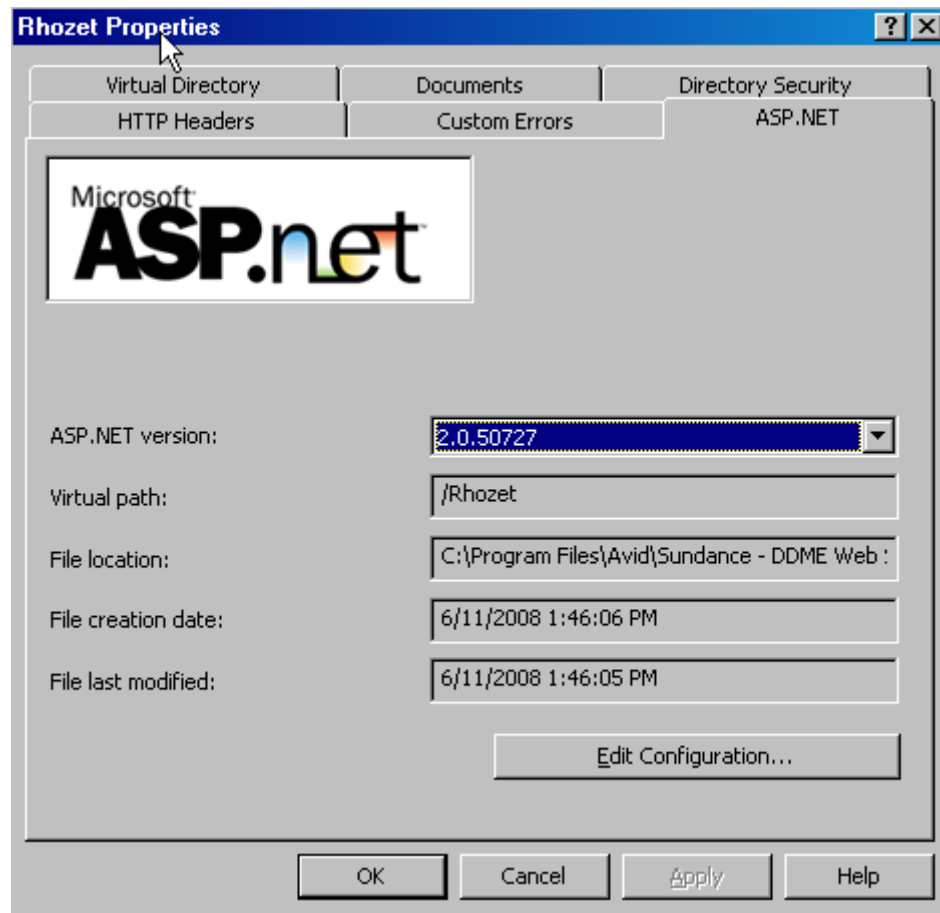 Rhozet Properties
Virtual Directory Documents Directory Security
HTTP Headers Custom Errors ASP.NET
Microsoft
ASP.net
ASP.NET version: 2.0.50727
Virtual path: /Rhozet
File location: C:\Program Files\Avid\Sundance - DDME Web
File creation date: 6/11/2008 1:46:06 PM
File last modified: 6/11/2008 1:46:05 PM
Edit Configuration...
OK Cancel Apply Help